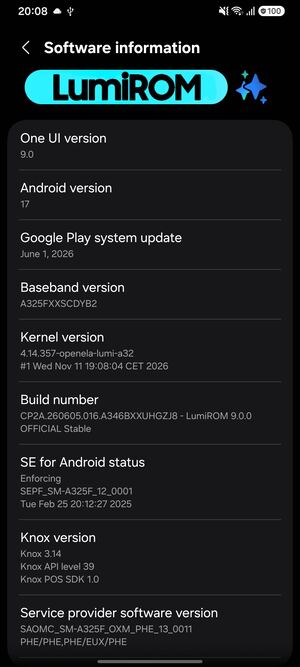 20:08
100
Software information
LumiROM
One UI version
9.0
Android version
17
Google Play system update
June 1, 2026
Baseband version
A325FXXSCDYB2
Kernel version
4.14.357-openela-lumi-a32
#1 Wed Nov 11 19:08:04 CET 2026
Build number
CP2A.260605.016.A346BXXUHGZJ8 - LumiROM 9.0.0
OFFICIAL Stable
SE for Android status
Enforcing
SEPF_SM-A325F_12_0001
Tue Feb 25 20:12:27 2025
Knox version
Knox 3.14
Knox API level 39
Knox POS SDK 1.0
Service provider software version
SAOMC_SM-A325F_OXM_PHE_13_0011
PHE/PHE,PHE/EUX/PHE